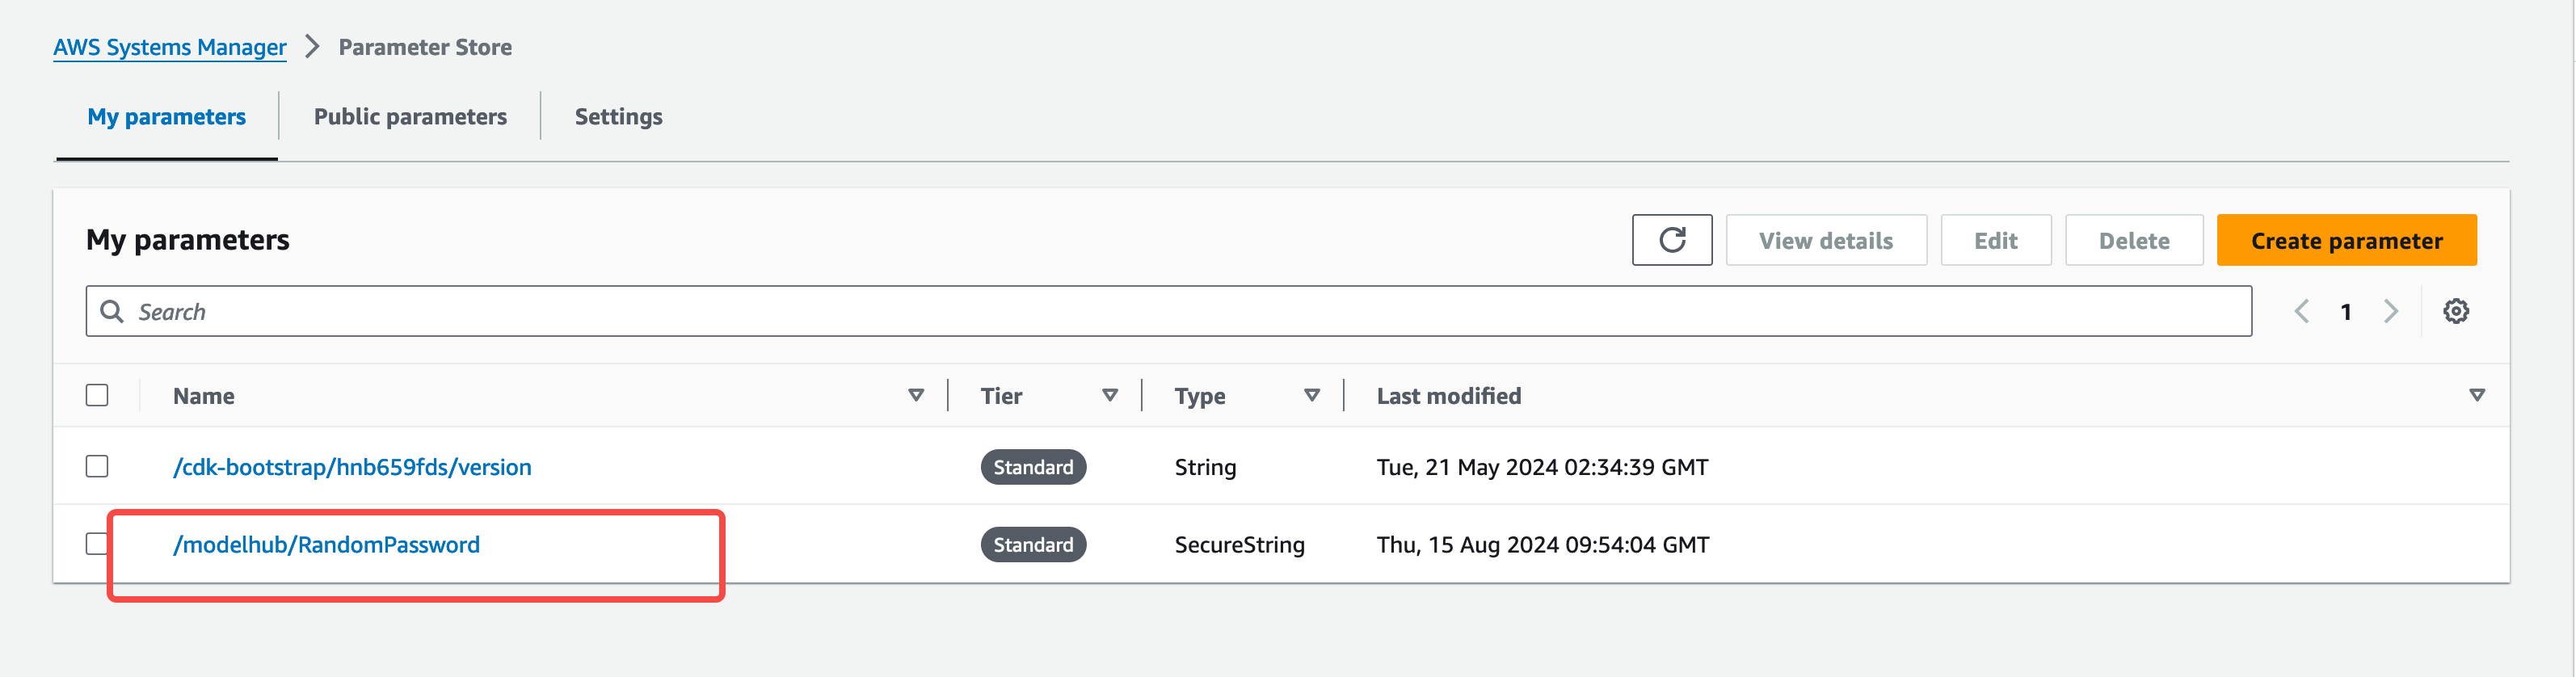 AWS Systems Manager > Parameter Store
My parameters Public parameters Settings
My parameters View details Edit Delete Create parameter
Search 1
Name Tier Type Last modified
/cdk-bootstrap/hnb659fds/version Standard String Tue, 21 May 2024 02:34:39 GMT
/modelhub/RandomPassword Standard SecureString Thu, 15 Aug 2024 09:54:04 GMT